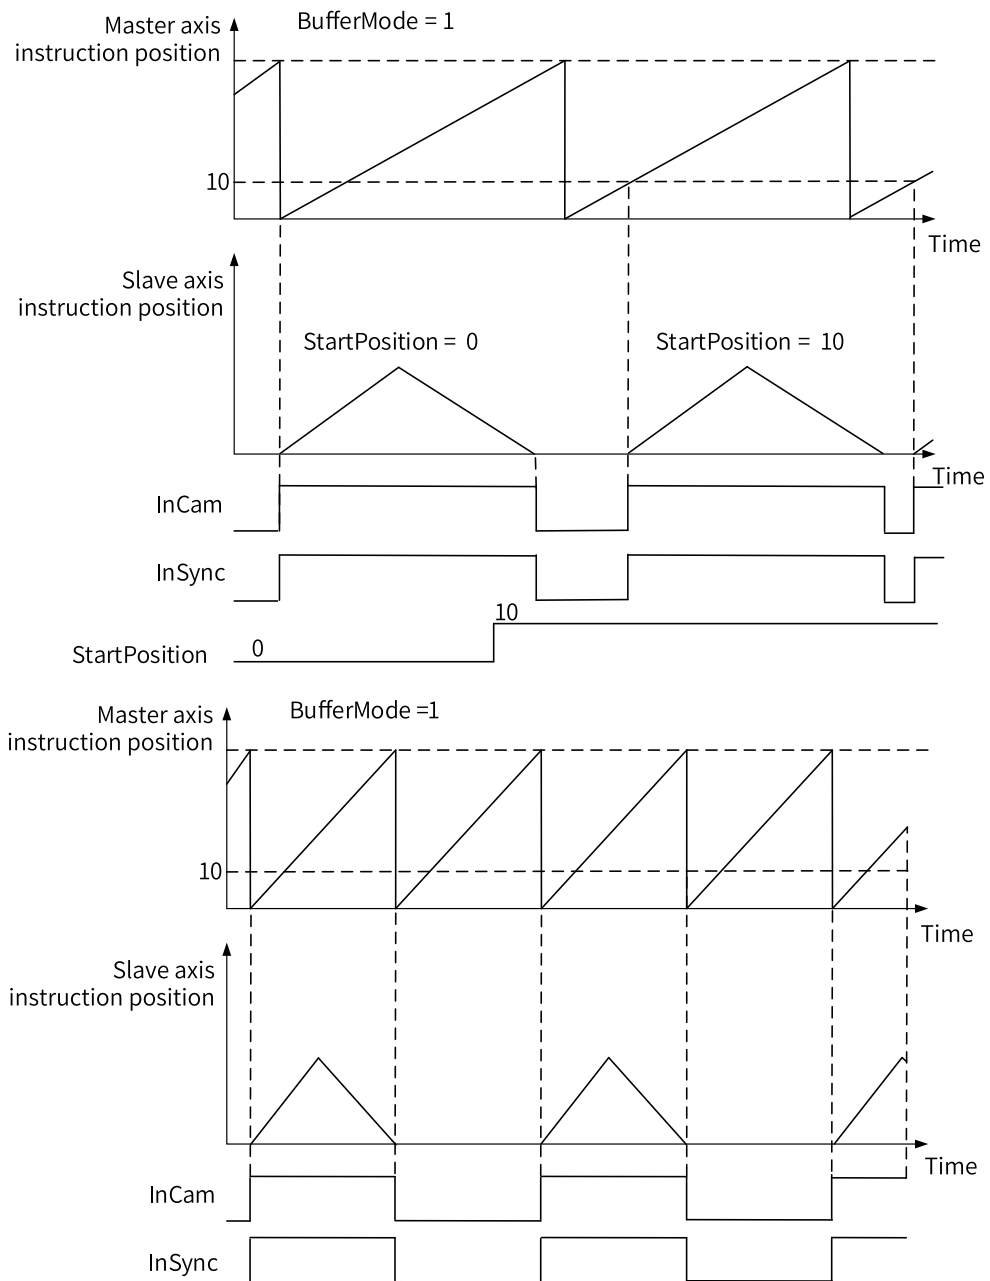 BufferMode = 1
Master axis
instruction position
10
Time
Slave axis
instruction position
StartPosition = 0
StartPosition = 10
Time
InCam
InSync
10
0
StartPosition
BufferMode =1
Master axis
instruction position
10
Time
Slave axis
instruction position
Time
InCam
InSync